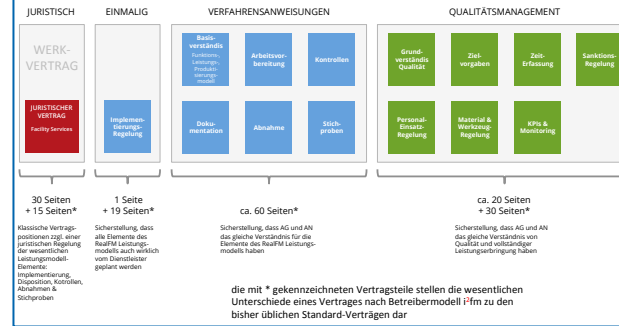 JURISTISCH
EINMALIG
VERFAHRENSANWEISUNGEN
QUALITÄTSMANAGEMENT
WERK-
VERTRAG
JURISTISCHER
VERTRAG
Facility Services
Implemen-
tierungs-
Regelung
Basis-
verständis
Funktions-,
Leistungs-,
Produkti-
sierungs-
modell
Arbeitsvor-
bereitung
Kontrollen
Doku-
mentation
Abnahme
Stich-
proben
Grund-
verständis
Qualität
Ziel-
vorgaben
Zeit-
Erfassung
Sanktions-
Regelung
Personal-
Einsatz-
Regelung
Material &
Werkzeug-
Regelung
KPIs &
Monitoring
30 Seiten
+ 15 Seiten*
Klassische Vertrags-
positionen zzgl. einer
juristischen Regelung
der wesentlichen
Leistungsmodell-
Elemente:
Implementierung,
Disposition, Kotrollen,
Abnahmen &
Stichproben
1 Seite
+ 19 Seiten*
Sicherstellung, dass
alle Elemente des
RealFM Leistungs-
modells auch wirklich
vom Dienstleister
geplant werden
ca. 60 Seiten*
Sicherstellung, dass AG und AN
das gleiche Verständnis für die
Elemente des RealFM Leistungs-
modells haben
ca. 20 Seiten
+ 30 Seiten*
Sicherstellung, dass AG und AN
das gleiche Verständnis von
Qualität und vollständiger
Leistungserbringung haben
die mit * gekennzeichneten Vertragsteile stellen die wesentlichen
Unterschiede eines Vertrages nach Betreibermodell i²fm zu den
bisher üblichen Standard-Verträgen dar